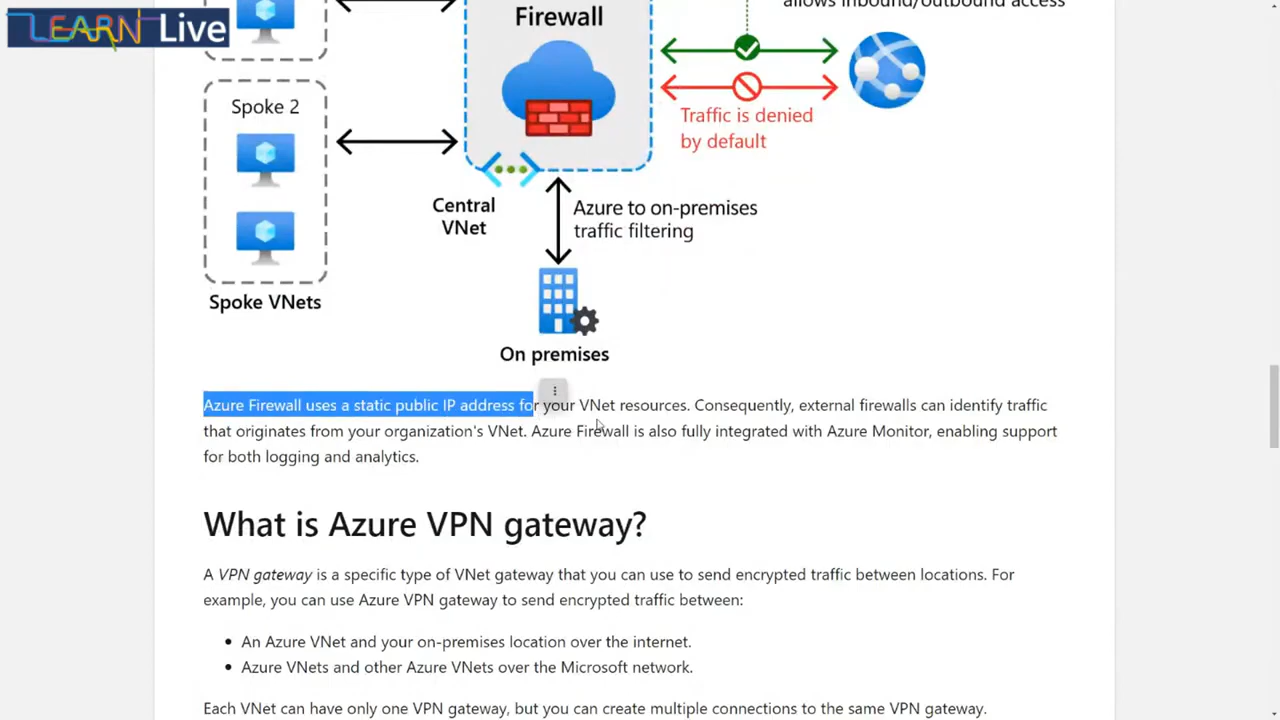 LEARN Live
Firewall
allows inbound/outbound access
Spoke 2
Traffic is denied
by default
Central
VNet
Azure to on-premises
traffic filtering
Spoke VNets
On premises
Azure Firewall uses a static public IP address for your VNet resources. Consequently, external firewalls can identify traffic
that originates from your organization's VNet. Azure Firewall is also fully integrated with Azure Monitor, enabling support
for both logging and analytics.
What is Azure VPN gateway?
A VPN gateway is a specific type of VNet gateway that you can use to send encrypted traffic between locations. For
example, you can use Azure VPN gateway to send encrypted traffic between:
• An Azure VNet and your on-premises location over the internet.
• Azure VNets and other Azure VNets over the Microsoft network.
Each VNet can have only one VPN gateway, but you can create multiple connections to the same VPN gateway.